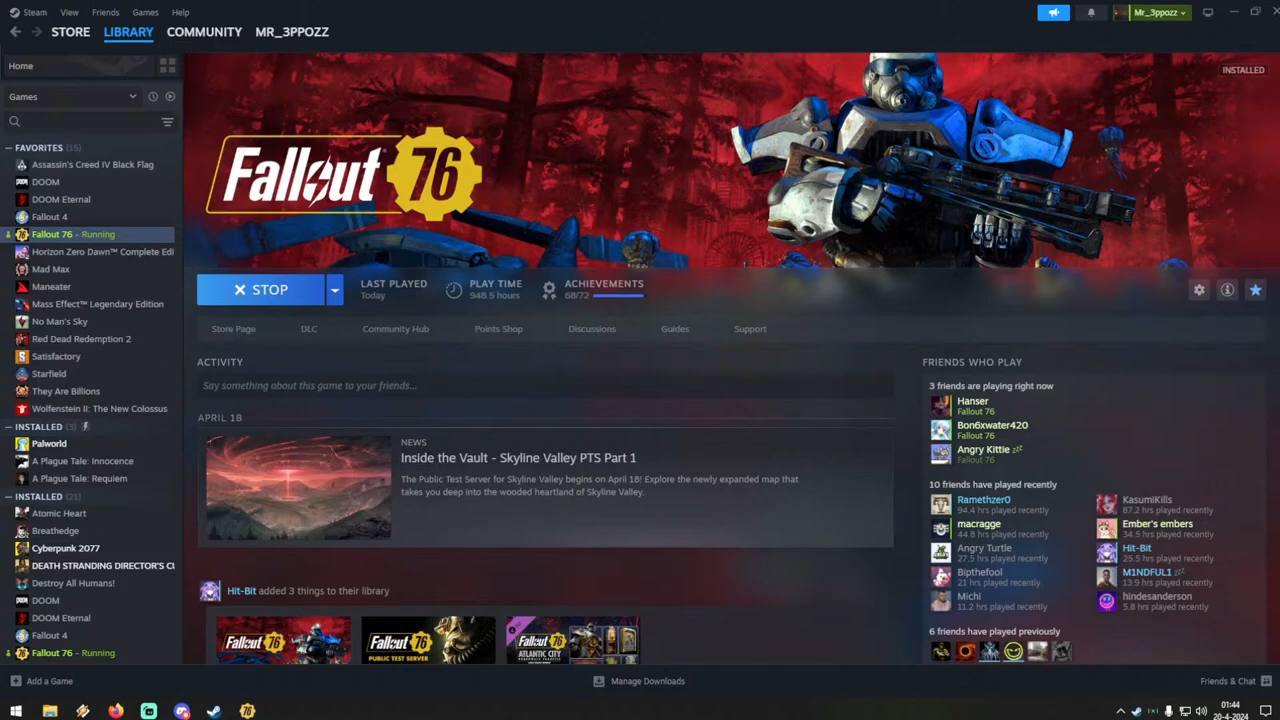 Steam View Friends Games Help
Mr_3ppozz
STORE LIBRARY COMMUNITY MR_3PPOZZ
Home
Games
FAVORITES (15)
Assassin's Creed IV Black Flag
DOOM
DOOM Eternal
Fallout 4
Fallout 76 - Running
Horizon Zero Dawn™ Complete Edi
Mad Max
Maneater
Mass Effect™ Legendary Edition
No Man's Sky
Red Dead Redemption 2
Satisfactory
Starfield
They Are Billions
Wolfenstein II: The New Colossus
INSTALLED (3)
Palworld
A Plague Tale: Innocence
A Plague Tale: Requiem
INSTALLED (21)
Atomic Heart
Breathedge
Cyberpunk 2077
DEATH STRANDING DIRECTOR'S CU
Destroy All Humans!
DOOM
DOOM Eternal
Fallout 4
Fallout 76 - Running
INSTALLED
Fallout 76
STOP
LAST PLAYED
Today
PLAY TIME
948.5 hours
ACHIEVEMENTS
68/72
Store Page DLC Community Hub Points Shop Discussions Guides Support
ACTIVITY
Say something about this game to your friends...
APRIL 18
NEWS
Inside the Vault - Skyline Valley PTS Part 1
The Public Test Server for Skyline Valley begins on April 18! Explore the newly expanded map that
takes you deep into the wooded heartland of Skyline Valley.
Hit-Bit added 3 things to their library
Fallout 76
Fallout 76
PUBLIC TEST SERVER
Fallout 76
ATLANTIC CITY
FRIENDS WHO PLAY
3 friends are playing right now
Hanser
Fallout 76
Bon6xwater420
Fallout 76
Angry Kittie zzz
Fallout 76
10 friends have played recently
Ramethzer0
94.4 hrs played recently
KasumiKills
87.2 hrs played recently
macragge
44.8 hrs played recently
Ember's embers
34.5 hrs played recently
Angry Turtle
27.5 hrs played recently
Hit-Bit
25.5 hrs played recently
Bipthefool
21 hrs played recently
M1NDFUL1 zzz
13.9 hrs played recently
Michi
11.2 hrs played recently
hindesanderson
5.8 hrs played recently
6 friends have played previously
Add a Game
Manage Downloads
Friends & Chat
76
01:44
20-4-2024